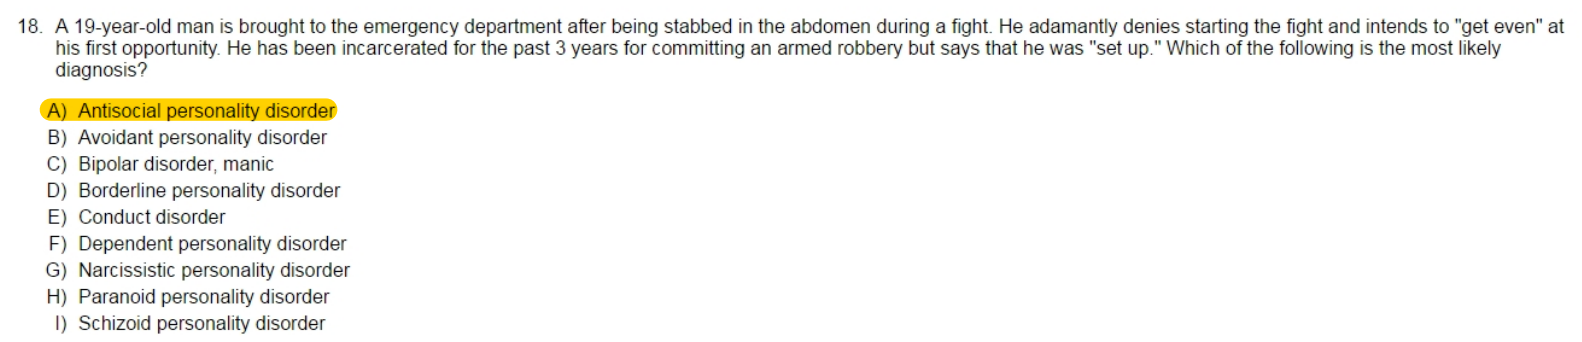 18. A 19-year-old man is brought to the emergency department after being stabbed in the abdomen during a fight. He adamantly denies starting the fight and intends to "get even" at
his first opportunity. He has been incarcerated for the past 3 years for committing an armed robbery but says that he was "set up." Which of the following is the most likely
diagnosis?
A) Antisocial personality disorder
B) Avoidant personality disorder
C) Bipolar disorder, manic
D) Borderline personality disorder
E) Conduct disorder
F) Dependent personality disorder
G) Narcissistic personality disorder
H) Paranoid personality disorder
I) Schizoid personality disorder